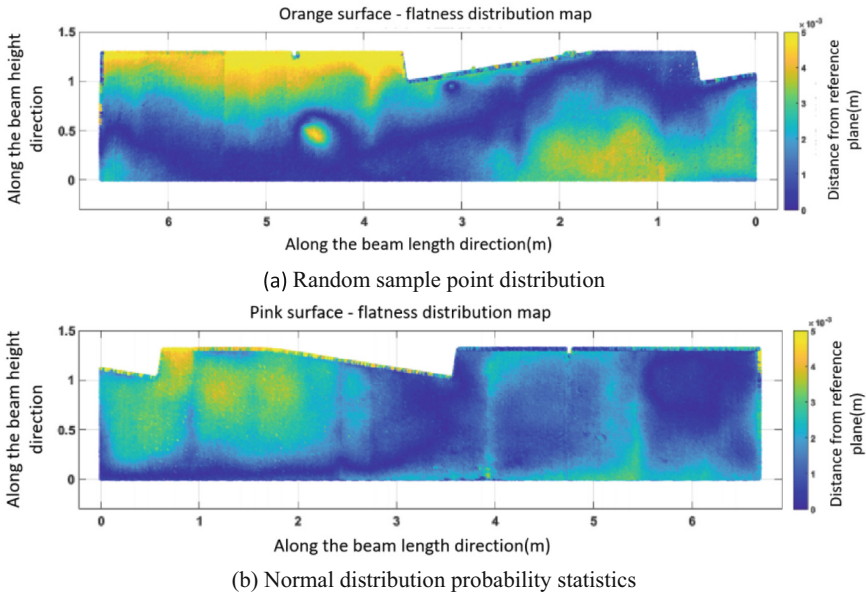 Orange surface - flatness distribution map
Along the beam height
direction
1.5
1
0.5
0
6
5
4
3
2
1
0
Along the beam length direction(m)
×10⁻³
5
4
3
2
1
0
Distance from reference
plane(m)
(a) Random sample point distribution
Pink surface - flatness distribution map
Along the beam height
direction
1.5
1
0.5
0
0
1
2
3
4
5
6
Along the beam length direction(m)
×10⁻³
5
4
3
2
1
0
Distance from reference
plane(m)
(b) Normal distribution probability statistics